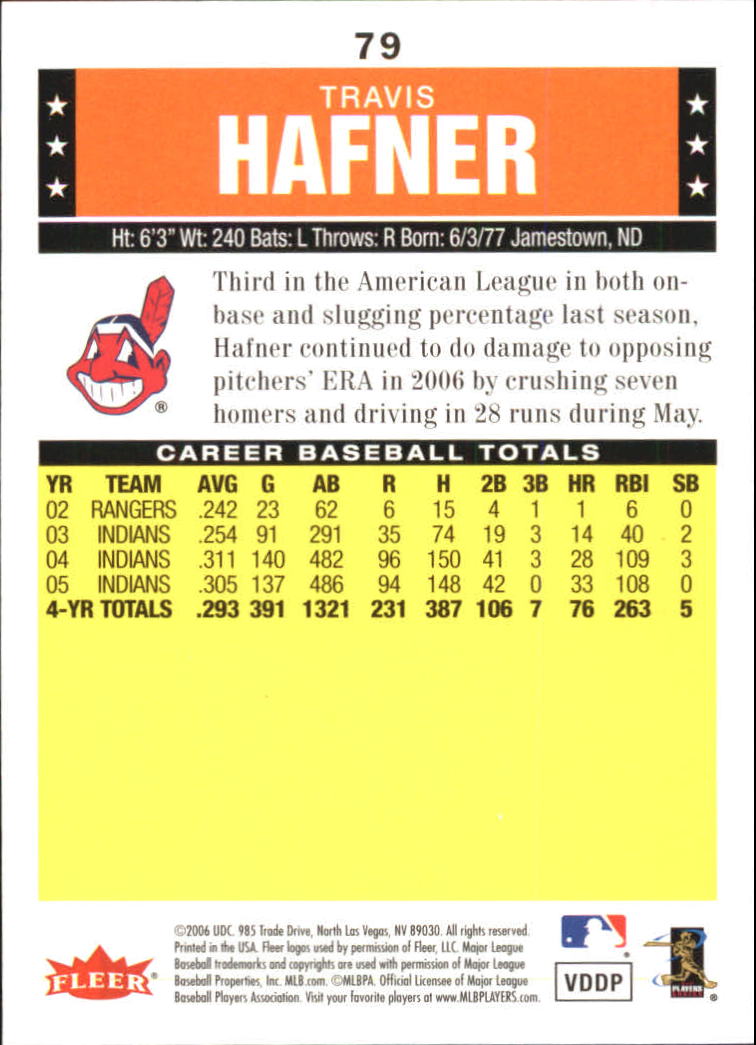 79
TRAVIS
HAFNER
Ht: 6'3" Wt: 240 Bats: L Throws: R Born: 6/3/77 Jamestown, ND
Third in the American League in both on-
base and slugging percentage last season,
Hafner continued to do damage to opposing
pitchers' ERA in 2006 by crushing seven
homers and driving in 28 runs during May.
®
CAREER BASEBALL TOTALS
YR TEAM AVG G AB R H 2B 3B HR RBI SB
02 RANGERS .242 23 62 6 15 4 1 1 6 0
03 INDIANS .254 91 291 35 74 19 3 14 40 2
04 INDIANS .311 140 482 96 150 41 3 28 109 3
05 INDIANS .305 137 486 94 148 42 0 33 108 0
4-YR TOTALS .293 391 1321 231 387 106 7 76 263 5
©2006 UDC. 985 Trade Drive, North Las Vegas, NV 89030. All rights reserved.
Printed in the USA. Fleer logos used by permission of Fleer, LLC. Major League
Baseball trademarks and copyrights are used with permission of Major League
Baseball Properties, Inc. MLB.com. ©MLBPA. Official Licensee of Major League
Baseball Players Association. Visit your favorite players at www.MLBPLAYERS.com.
FLEER®
®
VDDP
PLAYERS
CHOICE
®